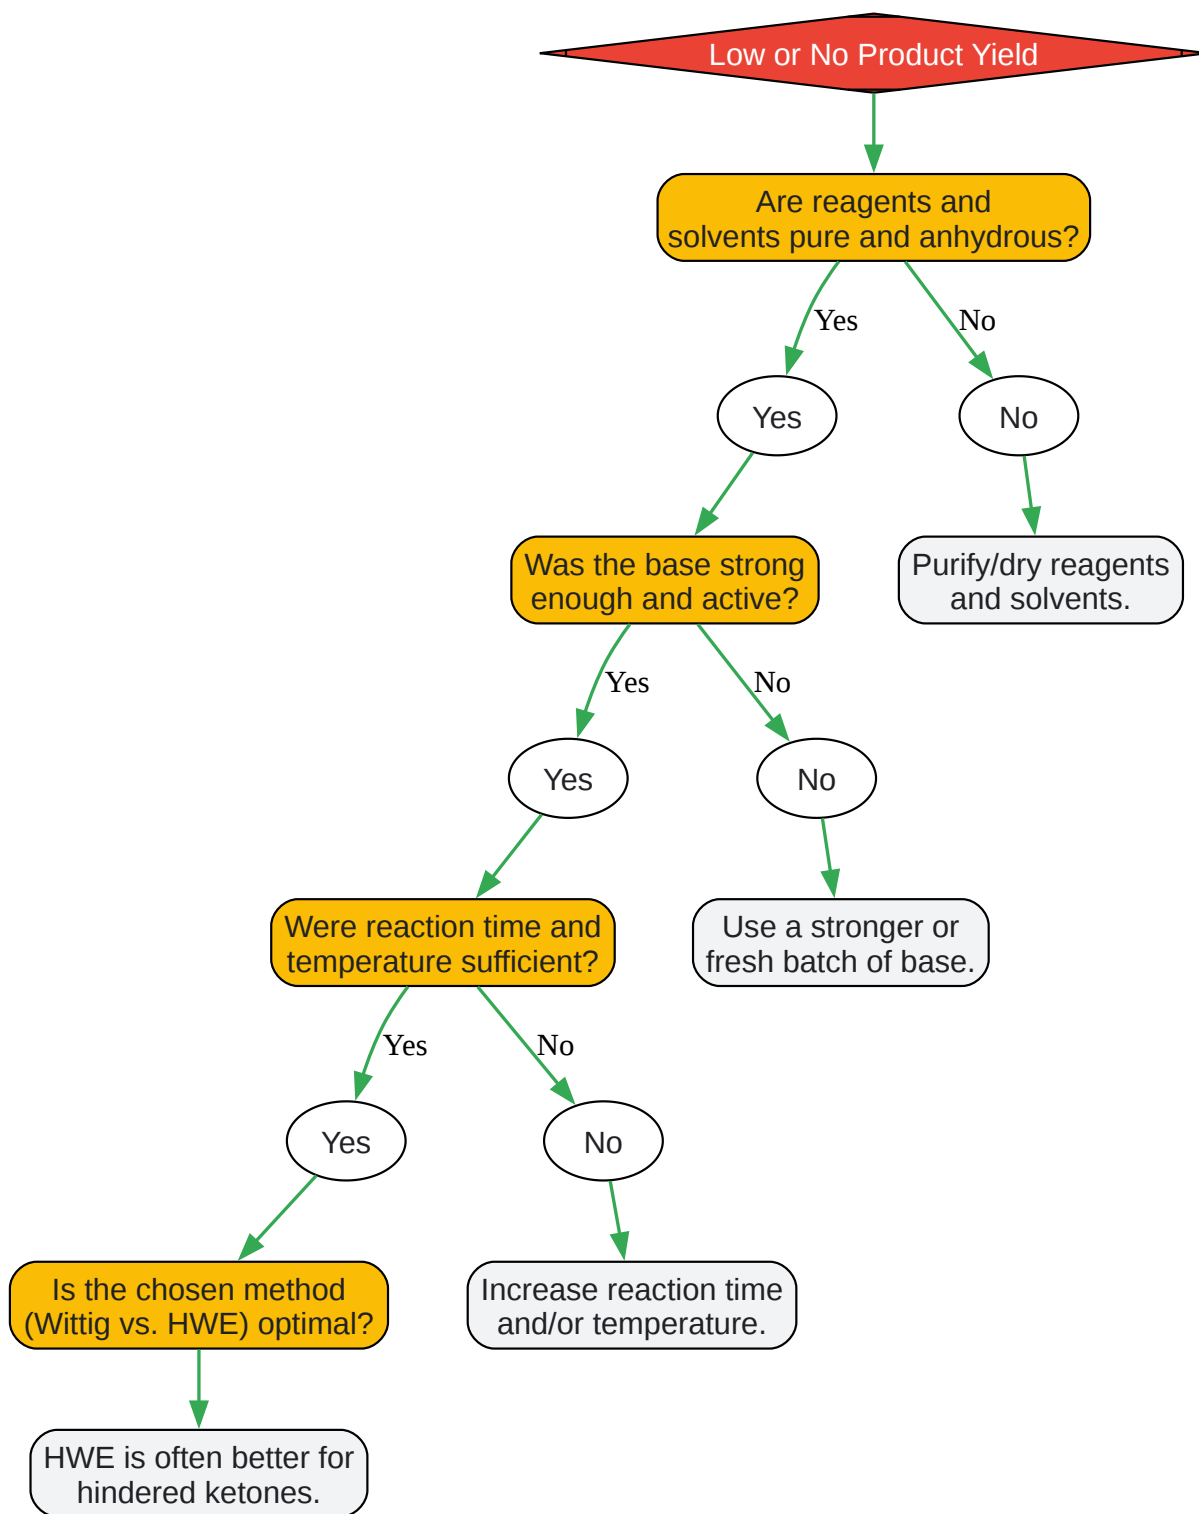 Low or No Product Yield
Are reagents and
solvents pure and anhydrous?
Yes
No
Yes
No
Was the base strong
enough and active?
Purify/dry reagents
and solvents.
Yes
No
Yes
No
Were reaction time and
temperature sufficient?
Use a stronger or
fresh batch of base.
Yes
No
Yes
No
Is the chosen method
(Wittig vs. HWE) optimal?
Increase reaction time
and/or temperature.
HWE is often better for
hindered ketones.